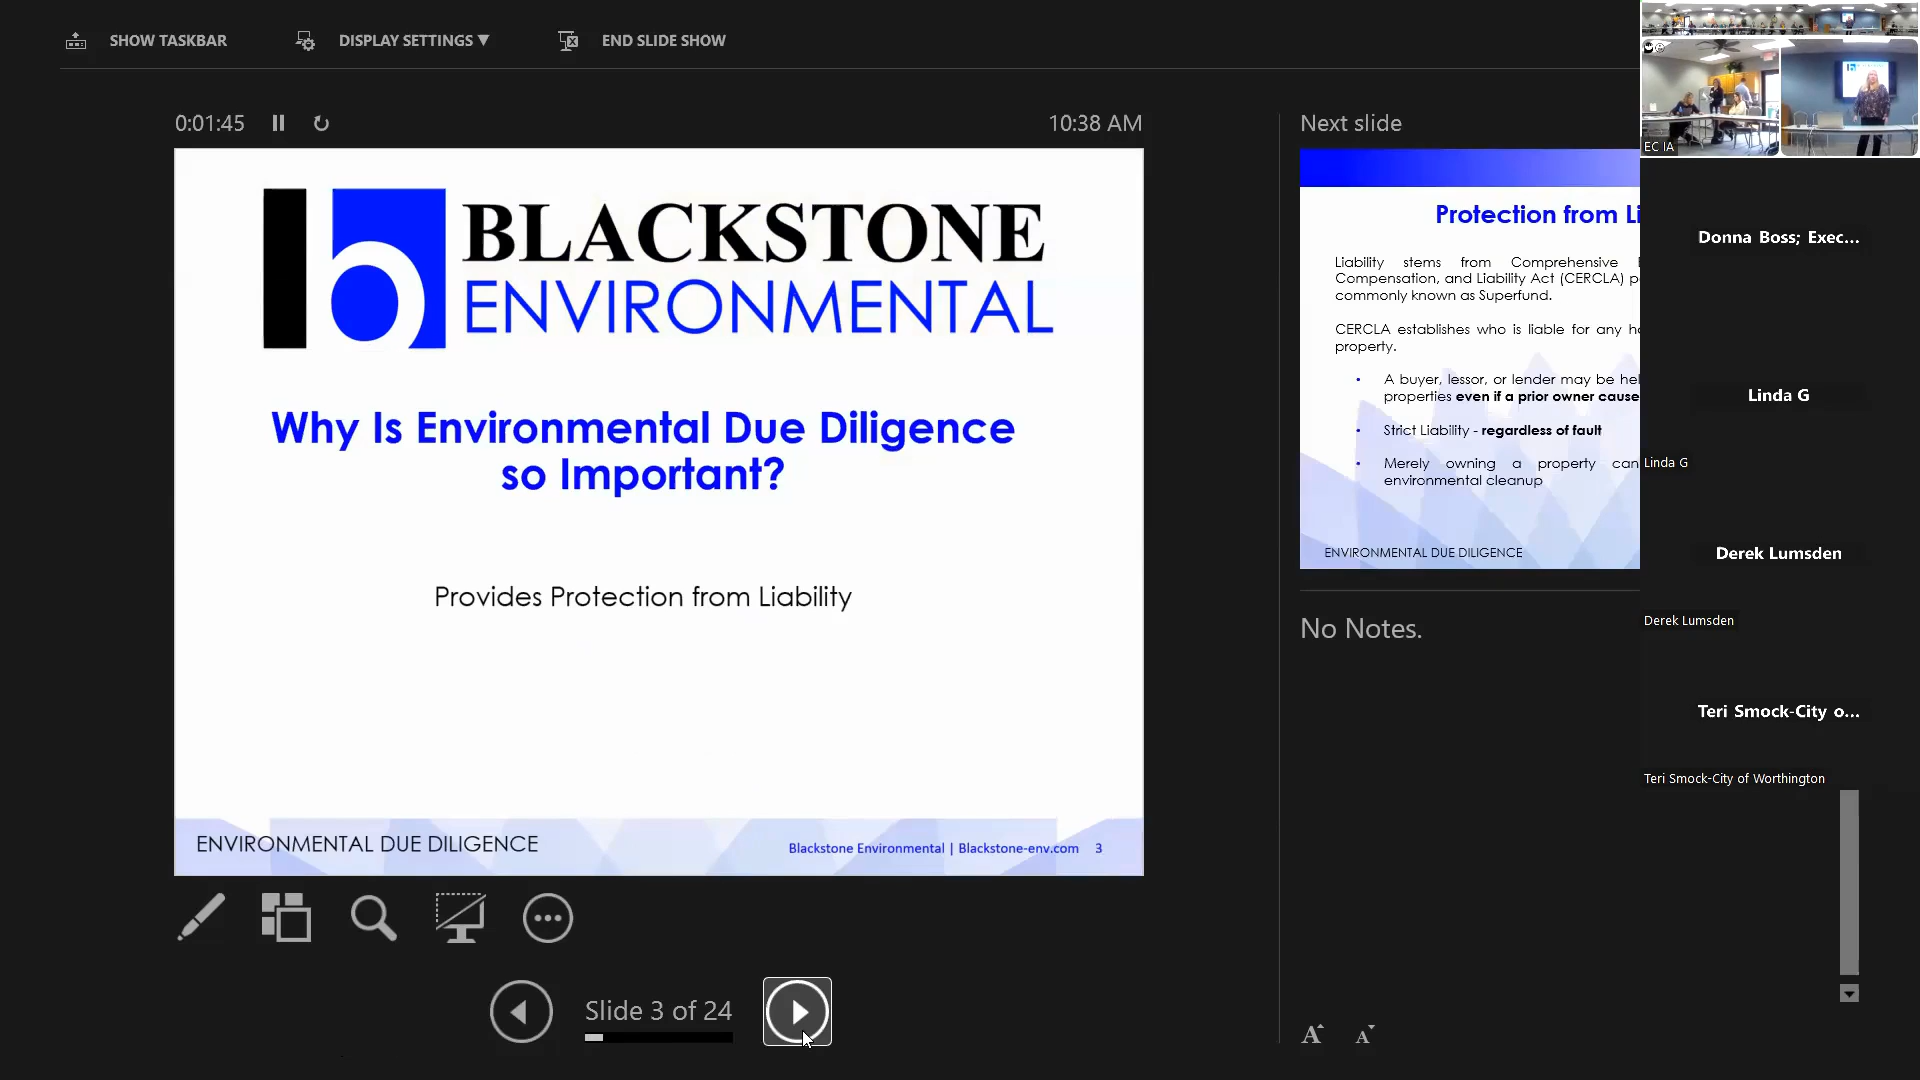 SHOW TASKBAR
DISPLAY SETTINGS ▼
END SLIDE SHOW
0:01:45
10:38 AM
BLACKSTONE
ENVIRONMENTAL
Why Is Environmental Due Diligence
so Important?
Provides Protection from Liability
ENVIRONMENTAL DUE DILIGENCE
Blackstone Environmental | Blackstone-env.com 3
Slide 3 of 24
Next slide
Protection from Li
Liability stems from Comprehensive
Compensation, and Liability Act (CERCLA)
commonly known as Superfund.
CERCLA establishes who is liable for any
property.
• A buyer, lessor, or lender may be
properties even if a prior owner cause
• Strict Liability - regardless of fault
• Merely owning a property can
environmental cleanup
ENVIRONMENTAL DUE DILIGENCE
No Notes.
A A
EC IA
Donna Boss; Exec...
Linda G
Linda G
Derek Lumsden
Derek Lumsden
Teri Smock-City o...
Teri Smock-City of Worthington